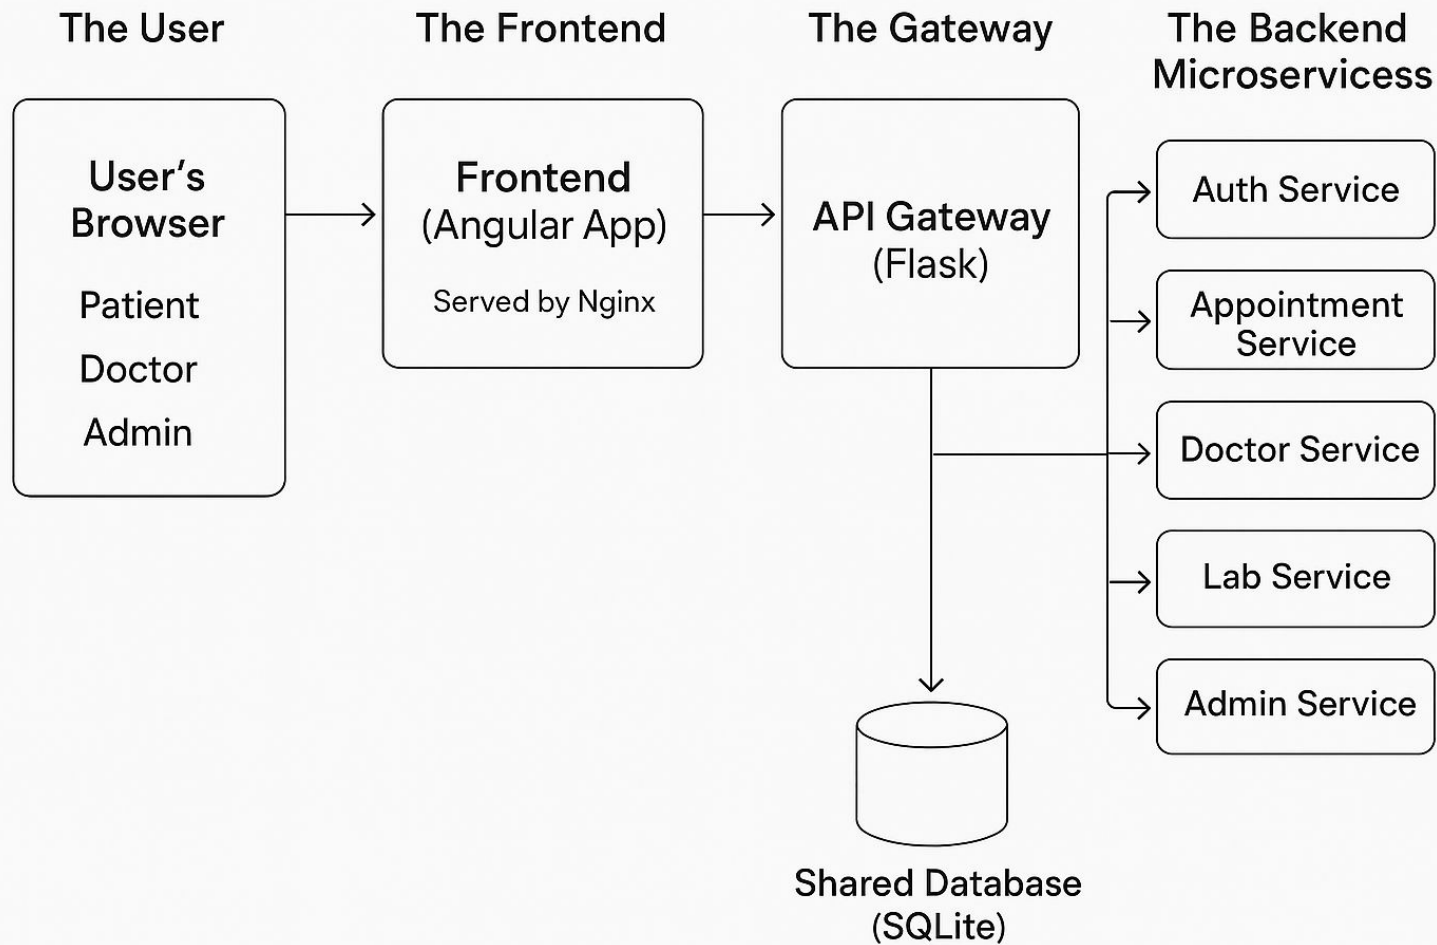 The User
The Frontend
The Gateway
The Backend
Microservicess
User’s
Browser
Patient
Doctor
Admin
Frontend
(Angular App)
Served by Nginx
API Gateway
(Flask)
Auth Service
Appointment
Service
Doctor Service
Lab Service
Admin Service
Shared Database
(SQLite)